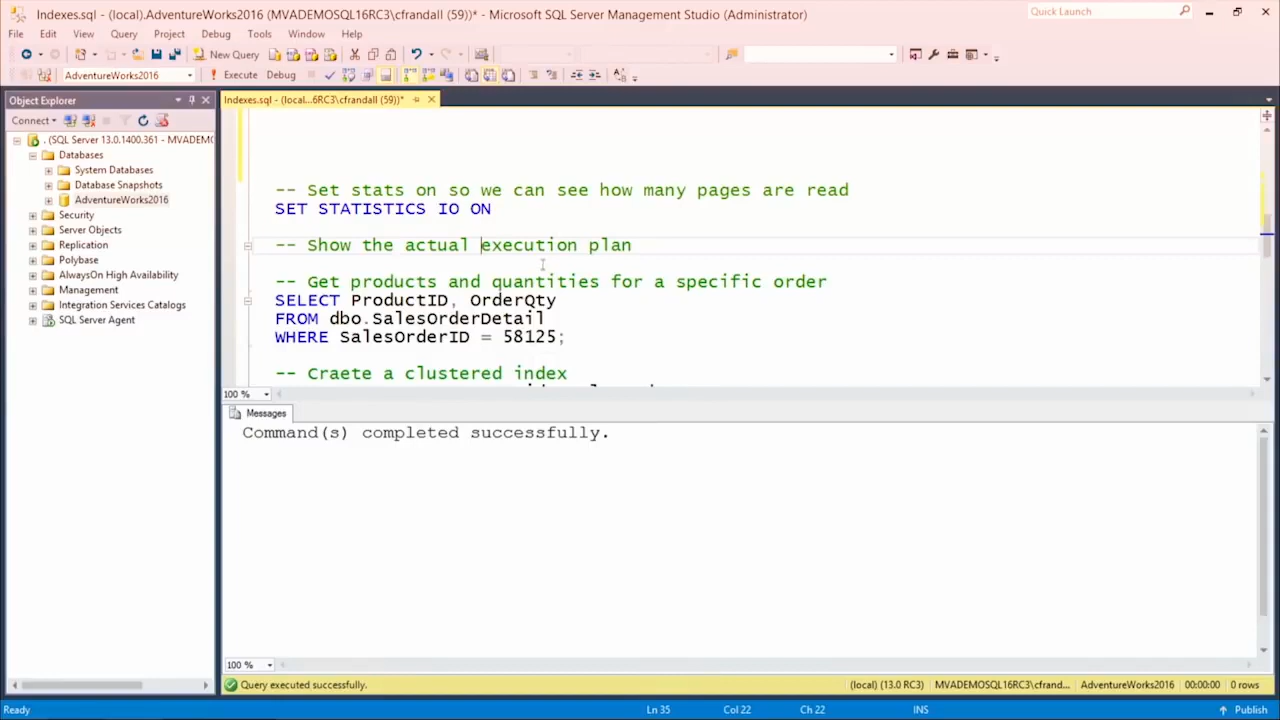 Indexes.sql - (local).AdventureWorks2016 (MVADEMOSQL16RC3\cfrandall (59))* - Microsoft SQL Server Management Studio (Administrator)
Quick Launch
File Edit View Query Project Debug Tools Window Help
New Query
AdventureWorks2016
Execute Debug
Object Explorer
Indexes.sql - (local...6RC3\cfrandall (59))*
Connect
. (SQL Server 13.0.1400.361 - MVADEMO
Databases
System Databases
Database Snapshots
AdventureWorks2016
Security
Server Objects
Replication
Polybase
AlwaysOn High Availability
Management
Integration Services Catalogs
SQL Server Agent
-- Set stats on so we can see how many pages are read
SET STATISTICS IO ON
-- Show the actual execution plan
-- Get products and quantities for a specific order
SELECT ProductID, OrderQty
FROM dbo.SalesOrderDetail
WHERE SalesOrderID = 58125;
-- Craete a clustered index
100 %
Messages
Command(s) completed successfully.
100 %
Query executed successfully.
(local) (13.0 RC3) MVADEMOSQL16RC3\cfrand... AdventureWorks2016 00:00:00 0 rows
Ready Ln 35 Col 22 Ch 22 INS Publish